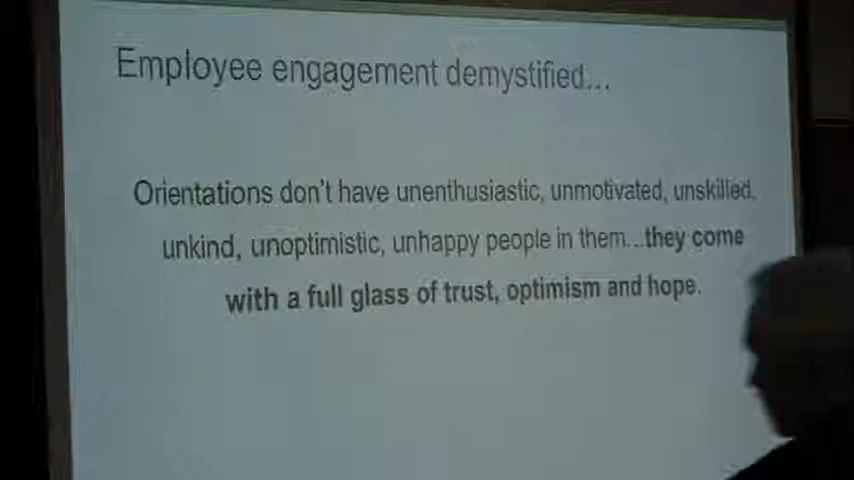 Employee engagement demystified...
Orientations don't have unenthusiastic, unmotivated, unskilled,
unkind, unoptimistic, unhappy people in them...they come
with a full glass of trust, optimism and hope.